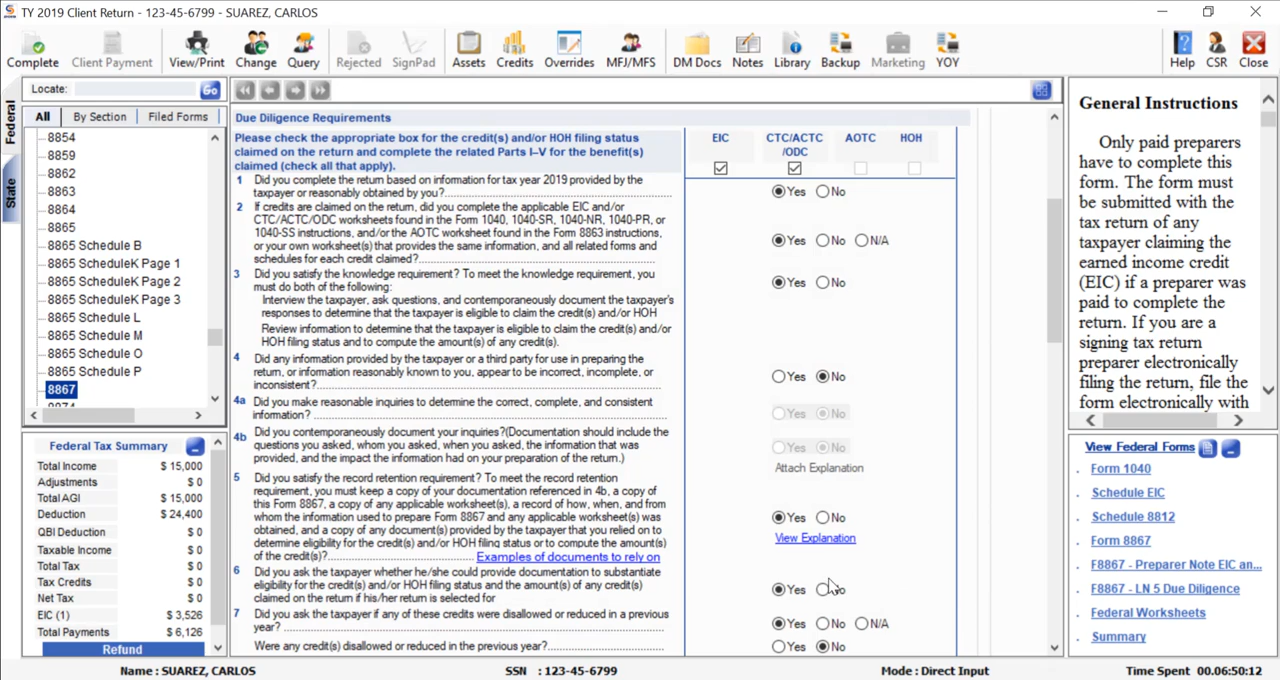 TY 2019 Client Return - 123-45-6799 - SUAREZ, CARLOS
Complete
Client Payment
View/Print
Change
Query
Rejected
SignPad
Assets
Credits
Overrides
MFJ/MFS
DM Docs
Notes
Library
Backup
Marketing
YOY
Help
CSR
Close
Federal
State
Locate:
Go
All
By Section
Filed Forms
8854
8859
8862
8863
8864
8865
8865 Schedule B
8865 ScheduleK Page 1
8865 ScheduleK Page 2
8865 ScheduleK Page 3
8865 Schedule L
8865 Schedule M
8865 Schedule O
8865 Schedule P
8867
Federal Tax Summary
Total Income $ 15,000
Adjustments $ 0
Total AGI $ 15,000
Deduction $ 24,400
QBI Deduction $ 0
Taxable Income $ 0
Total Tax $ 0
Tax Credits $ 0
Net Tax $ 0
EIC (1) $ 3,526
Total Payments $ 6,126
Refund
Due Diligence Requirements
Please check the appropriate box for the credit(s) and/or HOH filing status
claimed on the return and complete the related Parts I–V for the benefit(s)
claimed (check all that apply).
EIC
CTC/ACTC
/ODC
AOTC
HOH
1 Did you complete the return based on information for tax year 2019 provided by the
taxpayer or reasonably obtained by you?
Yes No
2 If credits are claimed on the return, did you complete the applicable EIC and/or
CTC/ACTC/ODC worksheets found in the Form 1040, 1040-SR, 1040-NR, 1040-PR, or
1040-SS instructions, and/or the AOTC worksheet found in the Form 8863 instructions,
or your own worksheet(s) that provides the same information, and all related forms and
schedules for each credit claimed?
Yes No N/A
3 Did you satisfy the knowledge requirement? To meet the knowledge requirement, you
must do both of the following:
Yes No
Interview the taxpayer, ask questions, and contemporaneously document the taxpayer's
responses to determine that the taxpayer is eligible to claim the credit(s) and/or HOH
Review information to determine that the taxpayer is eligible to claim the credit(s) and/or
HOH filing status and to compute the amount(s) of any credit(s).
4 Did any information provided by the taxpayer or a third party for use in preparing the
return, or information reasonably known to you, appear to be incorrect, incomplete, or
inconsistent?
Yes No
4a Did you make reasonable inquiries to determine the correct, complete, and consistent
information?
Yes No
4b Did you contemporaneously document your inquiries?(Documentation should include the
questions you asked, whom you asked, when you asked, the information that was
provided, and the impact the information had on your preparation of the return.)
Yes No
Attach Explanation
5 Did you satisfy the record retention requirement? To meet the record retention
requirement, you must keep a copy of your documentation referenced in 4b, a copy of
this Form 8867, a copy of any applicable worksheet(s), a record of how, when, and from
whom the information used to prepare Form 8867 and any applicable worksheet(s) was
obtained, and a copy of any document(s) provided by the taxpayer that you relied on to
determine eligibility for the credit(s) and/or HOH filing status or to compute the amount(s)
of the credit(s)? Examples of documents to rely on
Yes No
View Explanation
6 Did you ask the taxpayer whether he/she could provide documentation to substantiate
eligibility for the credit(s) and/or HOH filing status and the amount(s) of any credit(s)
claimed on the return if his/her return is selected for
Yes No
7 Did you ask the taxpayer if any of these credits were disallowed or reduced in a previous
year?
Yes No N/A
Were any credit(s) disallowed or reduced in the previous year?
Yes No
General Instructions
Only paid preparers
have to complete this
form. The form must
be submitted with the
tax return of any
taxpayer claiming the
earned income credit
(EIC) if a preparer was
paid to complete the
return. If you are a
signing tax return
preparer electronically
filing the return, file the
form electronically with
View Federal Forms
Form 1040
Schedule EIC
Schedule 8812
Form 8867
F8867 - Preparer Note EIC an...
F8867 - LN 5 Due Diligence
Federal Worksheets
Summary
Name : SUAREZ, CARLOS
SSN : 123-45-6799
Mode : Direct Input
Time Spent 00.06:50:12